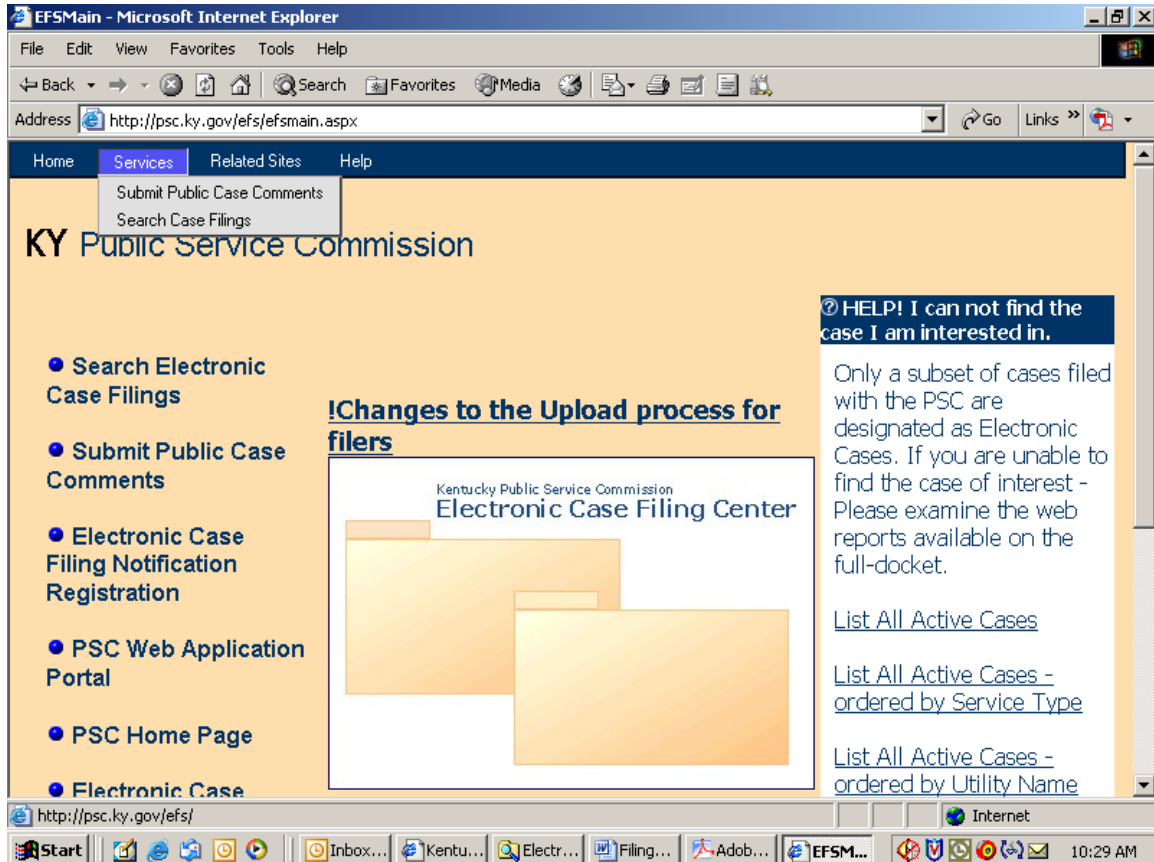 EFSMain - Microsoft Internet Explorer
File Edit View Favorites Tools Help
Back Search Favorites Media
Address http://psc.ky.gov/efs/efsmain.aspx Go Links »
Home Services Related Sites Help
Submit Public Case Comments
Search Case Filings
KY Public Service Commission
Search Electronic
Case Filings
Submit Public Case
Comments
Electronic Case
Filing Notification
Registration
PSC Web Application
Portal
PSC Home Page
Electronic Case
!Changes to the Upload process for
filers
Kentucky Public Service Commission
Electronic Case Filing Center
HELP! I can not find the
case I am interested in.
Only a subset of cases filed
with the PSC are
designated as Electronic
Cases. If you are unable to
find the case of interest -
Please examine the web
reports available on the
full-docket.
List All Active Cases
List All Active Cases -
ordered by Service Type
List All Active Cases -
ordered by Utility Name
http://psc.ky.gov/efs/ Internet
Start Inbox... Kentu... Electr... Filing... Adob... EFSM... 10:29 AM